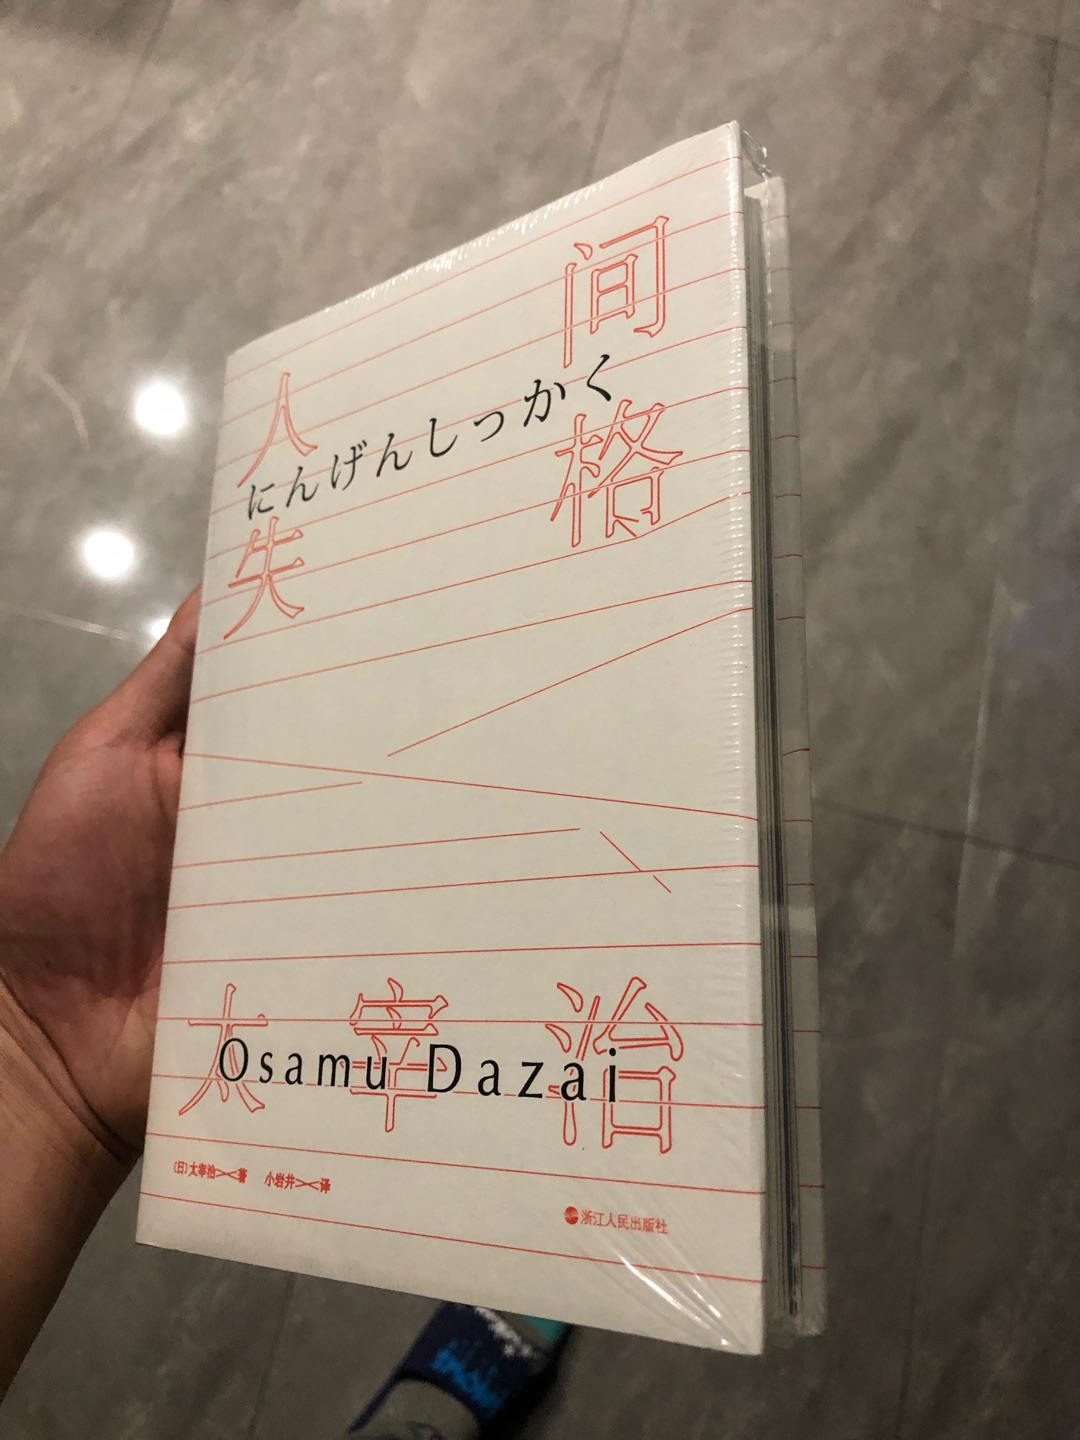 人间
にんげんしっかく
失格
太宰治
Osamu Dazai
[日]太宰治 著 小岩井 译
浙江人民出版社